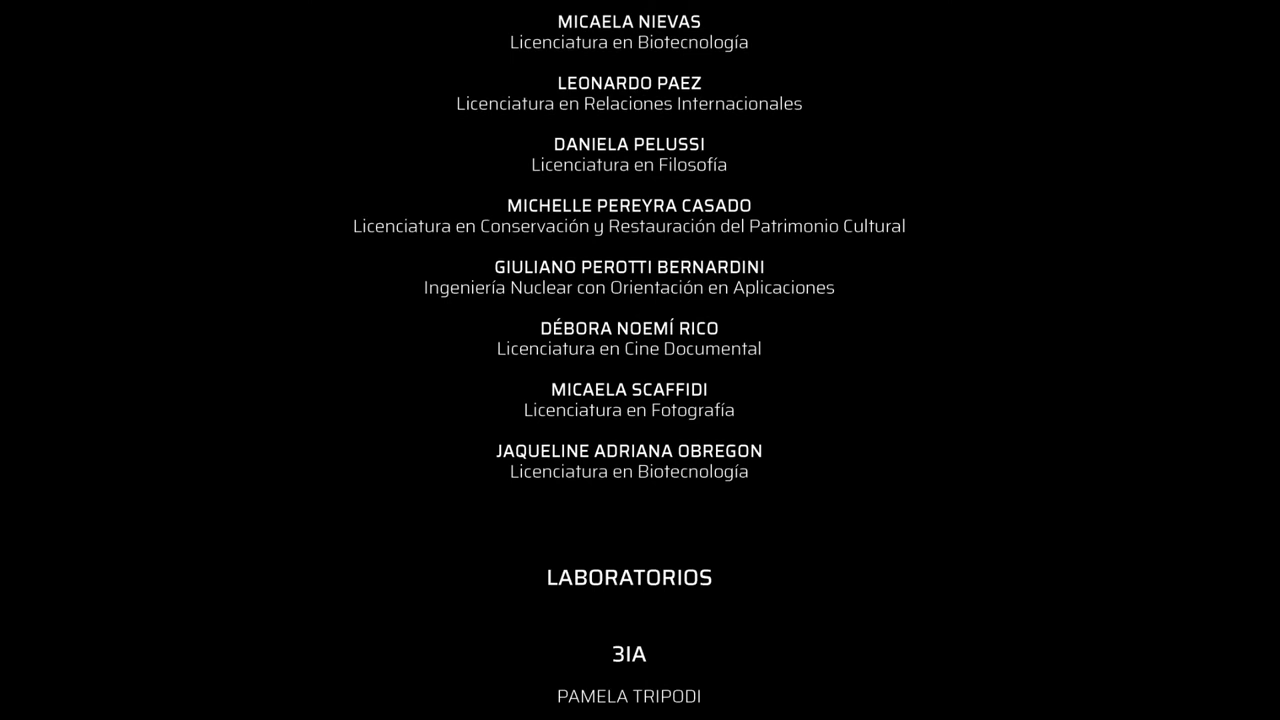 MICAELA NIEVAS
Licenciatura en Biotecnología
LEONARDO PAEZ
Licenciatura en Relaciones Internacionales
DANIELA PELUSSI
Licenciatura en Filosofía
MICHELLE PEREYRA CASADO
Licenciatura en Conservación y Restauración del Patrimonio Cultural
GIULIANO PEROTTI BERNARDINI
Ingeniería Nuclear con Orientación en Aplicaciones
DÉBORA NOEMÍ RICO
Licenciatura en Cine Documental
MICAELA SCAFFIDI
Licenciatura en Fotografía
JAQUELINE ADRIANA OBREGON
Licenciatura en Biotecnología
LABORATORIOS
3IA
PAMELA TRIPODI